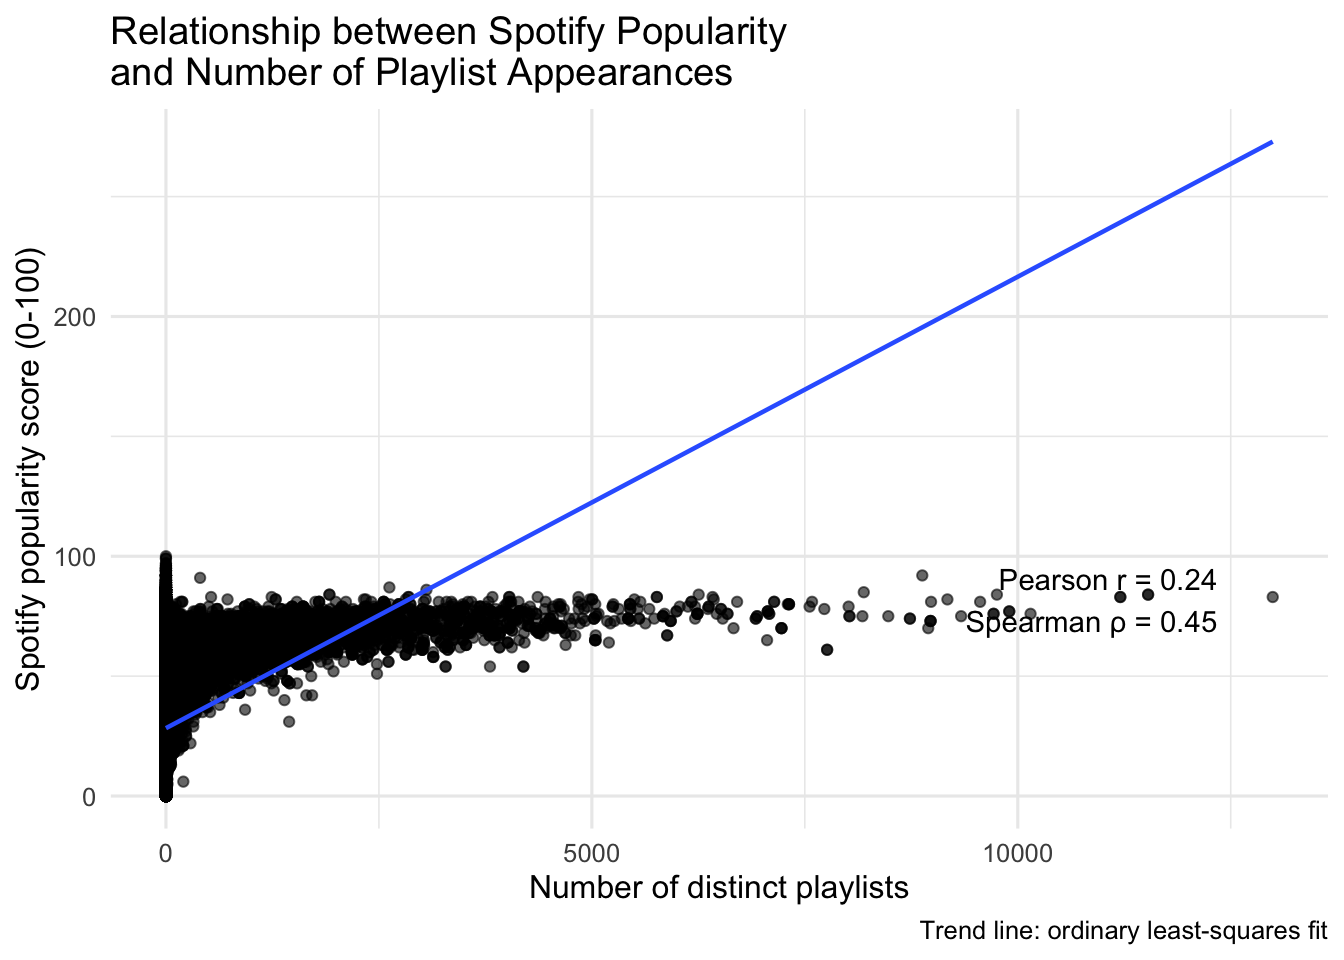 Relationship between Spotify Popularity
and Number of Playlist Appearances
Spotify popularity score (0-100)
200
100
0
Pearson r = 0.24
Spearman ρ = 0.45
0
5000
10000
Number of distinct playlists
Trend line: ordinary least-squares fit